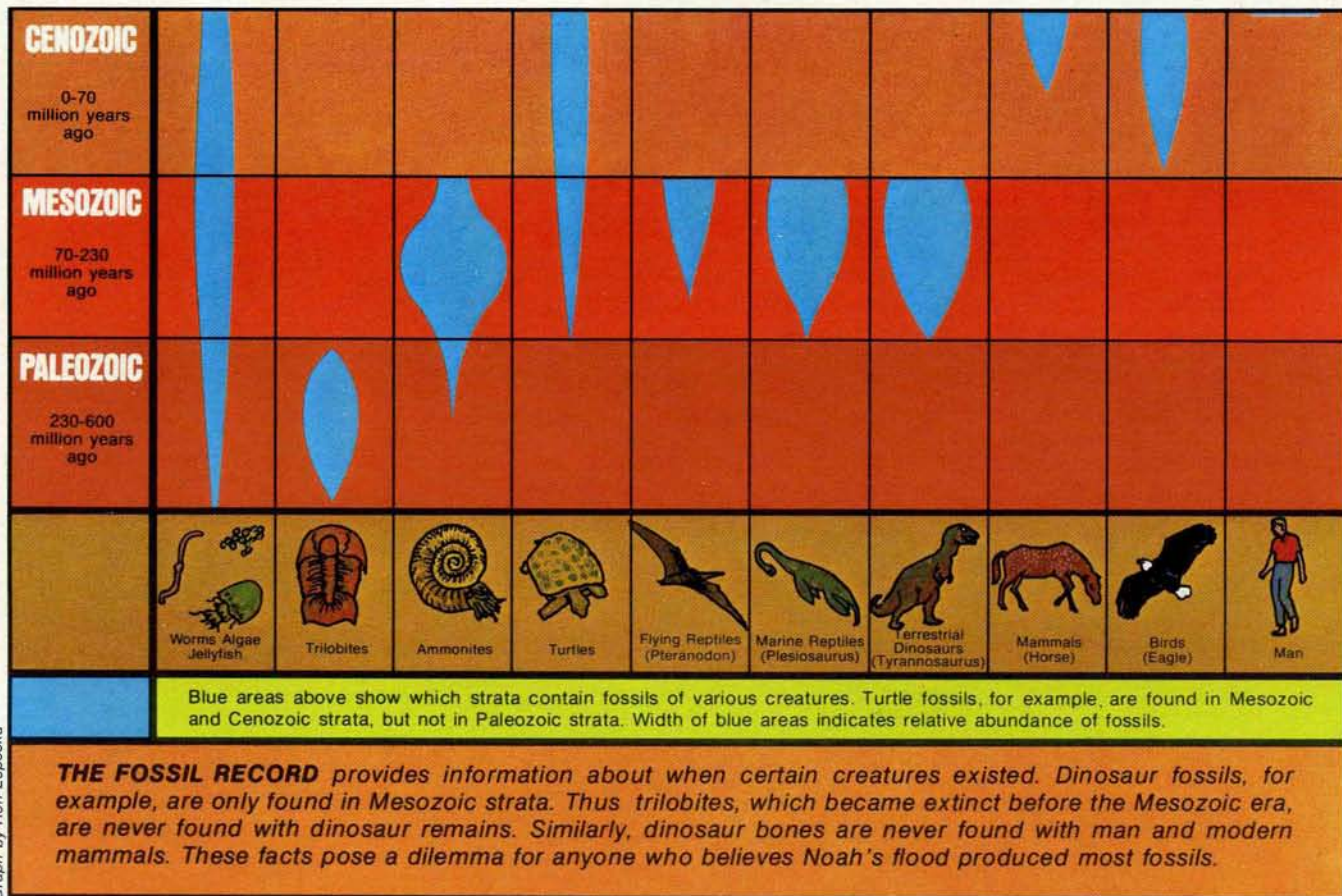 CENOZOIC
0-70
million years
ago
MESOZOIC
70-230
million years
ago
PALEOZOIC
230-600
million years
ago
Worms Algae
Jellyfish
Trilobites
Ammonites
Turtles
Flying Reptiles
(Pteranodon)
Marine Reptiles
(Plesiosaurus)
Terrestrial
Dinosaurs
(Tyrannosaurus)
Mammals
(Horse)
Birds
(Eagle)
Man
Blue areas above show which strata contain fossils of various creatures. Turtle fossils, for example, are found in Mesozoic
and Cenozoic strata, but not in Paleozoic strata. Width of blue areas indicates relative abundance of fossils.
THE FOSSIL RECORD provides information about when certain creatures existed. Dinosaur fossils, for
example, are only found in Mesozoic strata. Thus trilobites, which became extinct before the Mesozoic era,
are never found with dinosaur remains. Similarly, dinosaur bones are never found with man and modern
mammals. These facts pose a dilemma for anyone who believes Noah's flood produced most fossils.